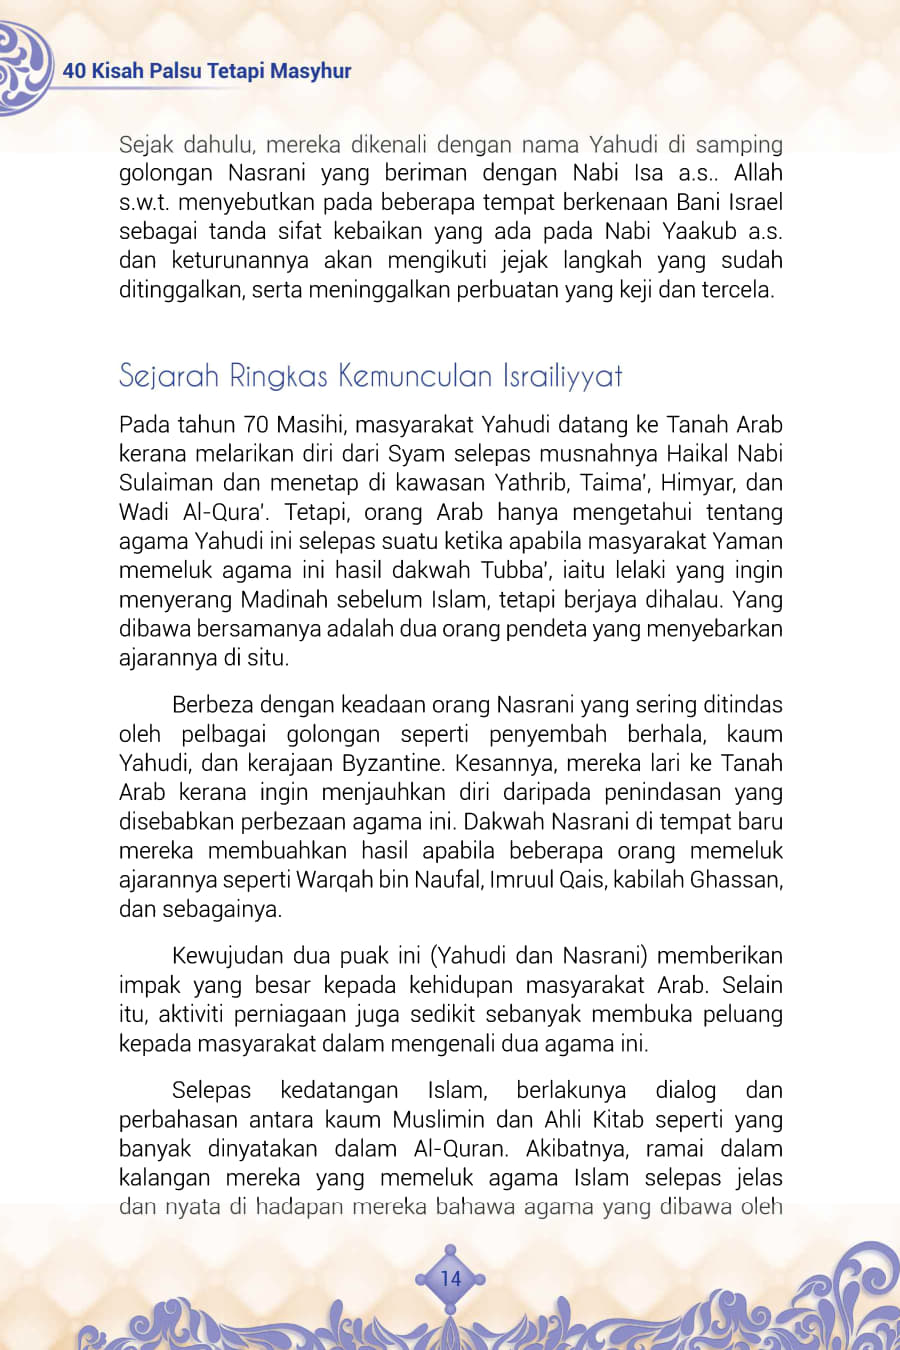 40 Kisah Palsu Tetapi Masyhur
Sejak dahulu, mereka dikenali dengan nama Yahudi di samping
golongan Nasrani yang beriman dengan Nabi Isa a.s.. Allah
s.w.t. menyebutkan pada beberapa tempat berkenaan Bani Israel
sebagai tanda sifat kebaikan yang ada pada Nabi Yaakub a.s.
dan keturunannya akan mengikuti jejak langkah yang sudah
ditinggalkan, serta meninggalkan perbuatan yang keji dan tercela.
Sejarah Ringkas Kemunculan Israiliyyat
Pada tahun 70 Masihi, masyarakat Yahudi datang ke Tanah Arab
kerana melarikan diri dari Syam selepas musnahnya Haikal Nabi
Sulaiman dan menetap di kawasan Yathrib, Taima', Himyar, dan
Wadi Al-Qura'. Tetapi, orang Arab hanya mengetahui tentang
agama Yahudi ini selepas suatu ketika apabila masyarakat Yaman
memeluk agama ini hasil dakwah Tubba', iaitu lelaki yang ingin
menyerang Madinah sebelum Islam, tetapi berjaya dihalau. Yang
dibawa bersamanya adalah dua orang pendeta yang menyebarkan
ajarannya di situ.
Berbeza dengan keadaan orang Nasrani yang sering ditindas
oleh pelbagai golongan seperti penyembah berhala, kaum
Yahudi, dan kerajaan Byzantine. Kesannya, mereka lari ke Tanah
Arab kerana ingin menjauhkan diri daripada penindasan yang
disebabkan perbezaan agama ini. Dakwah Nasrani di tempat baru
mereka membuahkan hasil apabila beberapa orang memeluk
ajarannya seperti Warqah bin Naufal, Imruul Qais, kabilah Ghassan,
dan sebagainya.
Kewujudan dua puak ini (Yahudi dan Nasrani) memberikan
impak yang besar kepada kehidupan masyarakat Arab. Selain
itu, aktiviti perniagaan juga sedikit sebanyak membuka peluang
kepada masyarakat dalam mengenali dua agama ini.
Selepas kedatangan Islam, berlakunya dialog dan
perbahasan antara kaum Muslimin dan Ahli Kitab seperti yang
banyak dinyatakan dalam Al-Quran. Akibatnya, ramai dalam
kalangan mereka yang memeluk agama Islam selepas jelas
dan nyata di hadapan mereka bahawa agama yang dibawa oleh
14